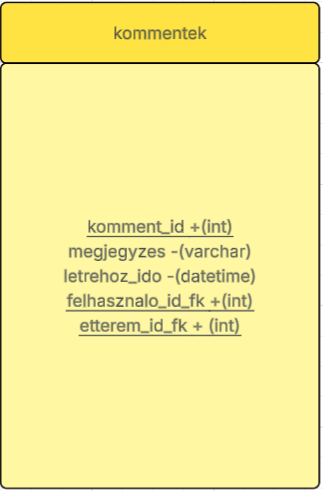 kommentek
komment_id +(int)
megjegyzes -(varchar)
letrehoz_ido -(datetime)
felhasznalo_id_fk +(int)
etterem_id_fk + (int)